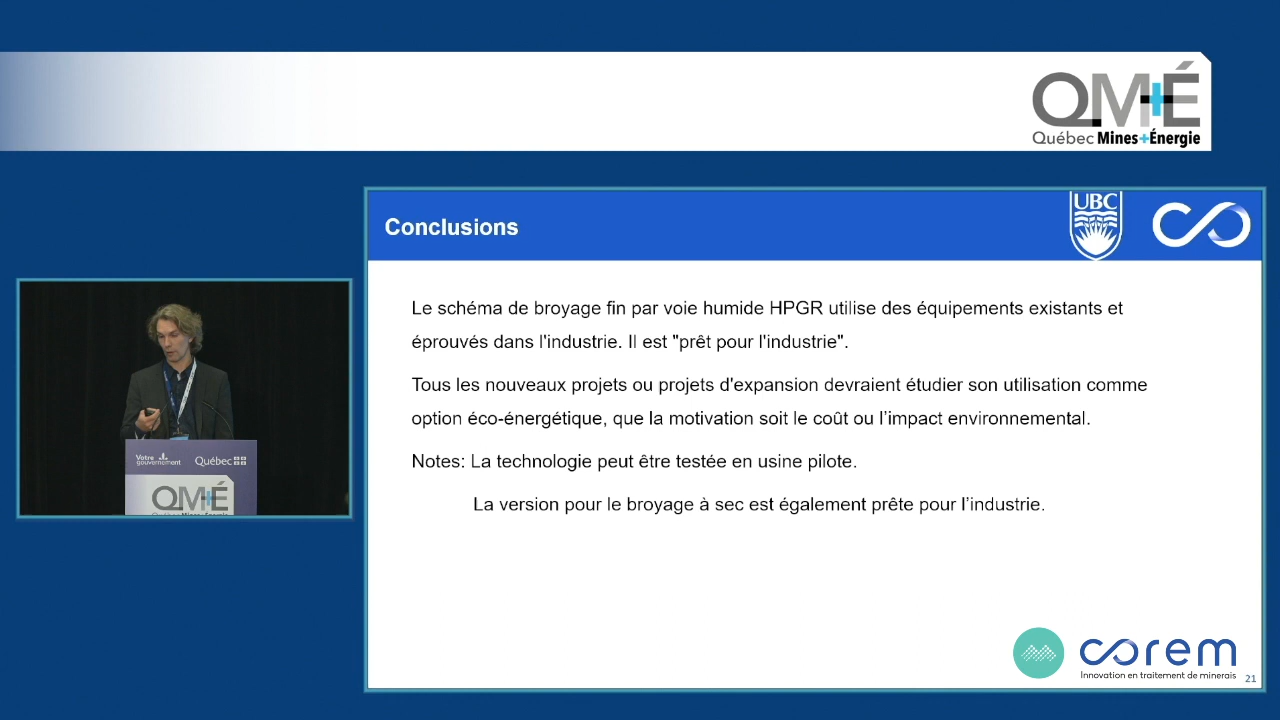 QM+É
Québec Mines+Énergie
Conclusions
UBC
Le schéma de broyage fin par voie humide HPGR utilise des équipements existants et
éprouvés dans l'industrie. Il est "prêt pour l'industrie".
Tous les nouveaux projets ou projets d'expansion devraient étudier son utilisation comme
option éco-énergétique, que la motivation soit le coût ou l’impact environnemental.
Notes: La technologie peut être testée en usine pilote.
La version pour le broyage à sec est également prête pour l’industrie.
Votre gouvernement
Québec
QM+É
corem
Innovation en traitement de minerais
21